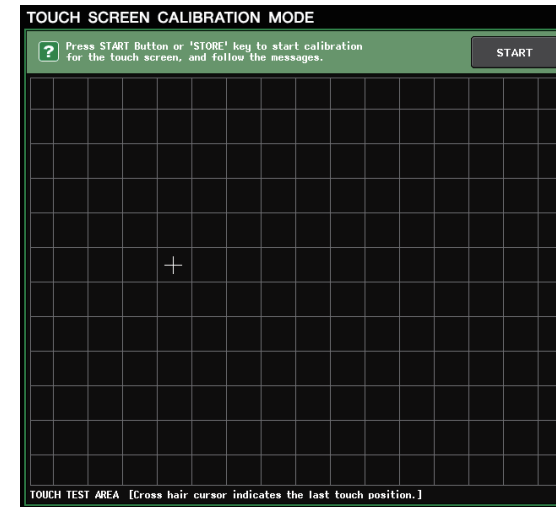 TOUCH SCREEN CALIBRATION MODE
? Press START Button or 'STORE' key to start calibration
for the touch screen, and follow the messages.
START
TOUCH TEST AREA [Cross hair cursor indicates the last touch position.]